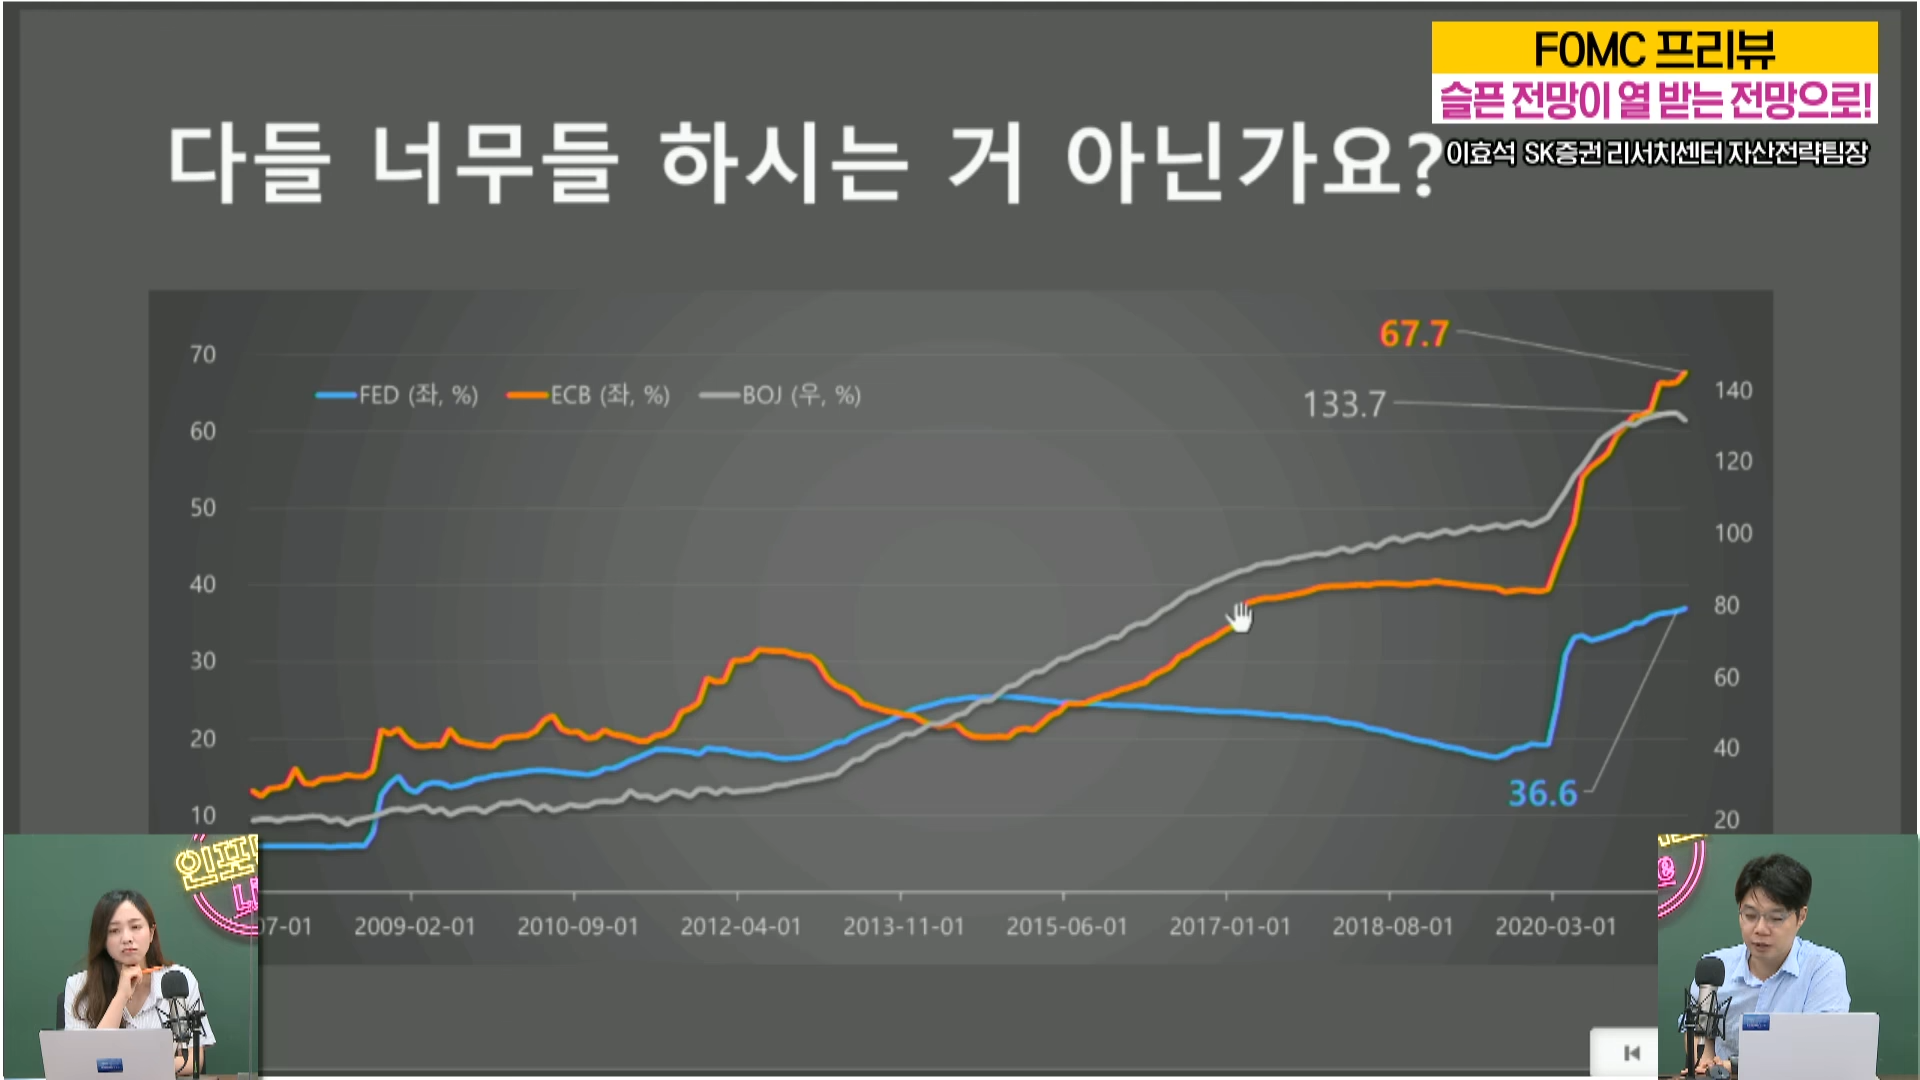 FOMC 프리뷰
슬픈 전망이 열 받는 전망으로!
이효석 SK증권 리서치센터 자산전략팀장
다들 너무들 하시는 거 아닌가요?
67.7
133.7
36.6
FED (좌, %) ECB (좌, %) BOJ (우, %)
70
60
50
40
30
20
10
140
120
100
80
60
40
20
07-01 2009-02-01 2010-09-01 2012-04-01 2013-11-01 2015-06-01 2017-01-01 2018-08-01 2020-03-01
인포